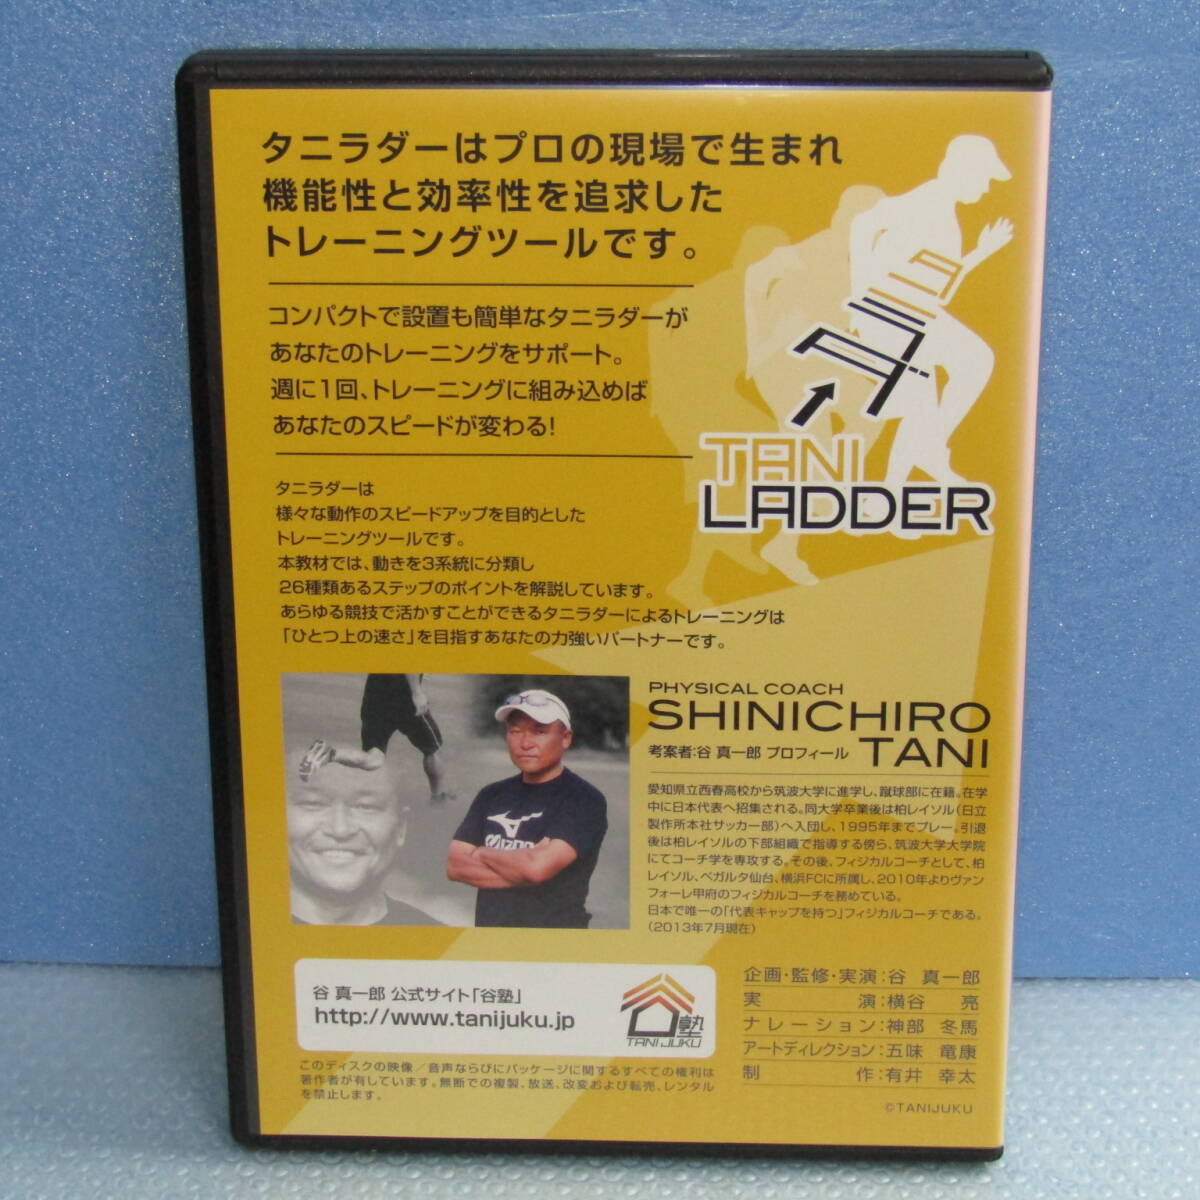 タニラダーはプロの現場で生まれ
機能性と効率性を追求した
トレーニングツールです。
コンパクトで設置も簡単なタニラダーが
あなたのトレーニングをサポート。
週に1回、トレーニングに組み込めば
あなたのスピードが変わる!
タニラダー
TANI
LADDER
タニラダーは
様々な動作のスピードアップを目的とした
トレーニングツールです。
本教材では、動きを3系統に分類し
26種類あるステップのポイントを解説しています。
あらゆる競技で活かすことができるタニラダーによるトレーニングは
「ひとつ上の速さ」を目指すあなたの力強いパートナーです。
MIZUNO
PHYSICAL COACH
SHINICHIRO
考案者:谷 真一郎 プロフィール TANI
愛知県立西春高校から筑波大学に進学し、蹴球部に在籍。在学
中に日本代表へ招集される。同大学卒業後は柏レイソル(日立
製作所本社サッカー部)へ入団し、1995年までプレー。引退
後は柏レイソルの下部組織で指導する傍ら、筑波大学大学院
にてコーチ学を専攻する。その後、フィジカルコーチとして、柏
レイソル、ベガルタ仙台、横浜FCに所属し、2010年よりヴァン
フォーレ甲府のフィジカルコーチを務めている。
日本で唯一の「代表キャップを持つ」フィジカルコーチである。
(2013年7月現在)
谷 真一郎 公式サイト「谷塾」
http://www.tanijuku.jp
塾
TANI JUKU
このディスクの映像/音声ならびにパッケージに関するすべての権利は
著作者が有しています。無断での複製、放送、改変および転売、レンタル
を禁止します。
企画・監修・実演:谷 真一郎
実 演:横谷 亮
ナレーション:神部 冬馬
アートディレクション:五味 竜康
制 作:有井 幸太
©TANIJUKU